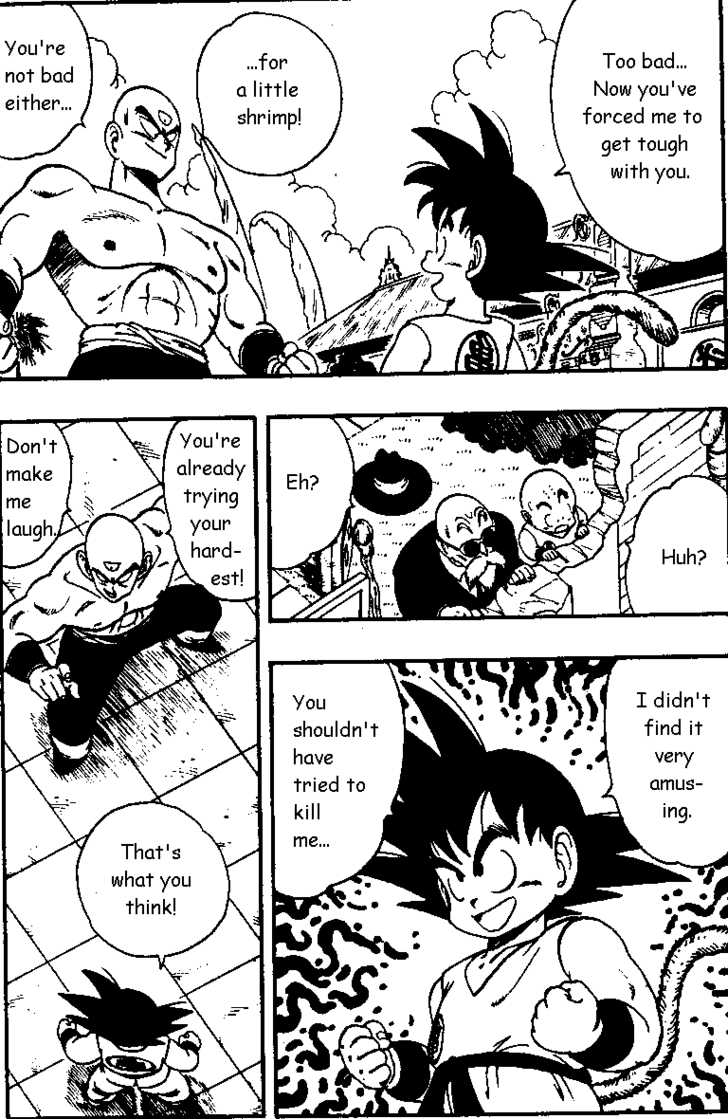 You're
not bad
either...
...for
a little
shrimp!
Too bad...
Now you've
forced me to
get tough
with you.
Don't
make
me
laugh..
You're
already
trying
your
hard-
est!
That's
what you
think!
Eh?
Huh?
You
shouldn't
have
tried to
kill
me...
I didn't
find it
very
amus-
ing.